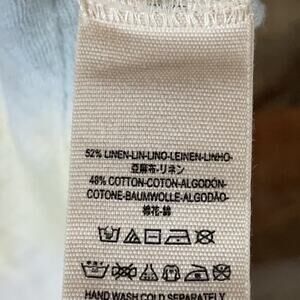 52% LINEN-LIN-LINO-LEINEN-LINHO-
亞麻布-リネン
48% COTTON-COTON-ALGODÓN-
COTONE-BAUMWOLLE-ALGODÃO-
棉花-綿
HAND WASH COLD SEPARATELY